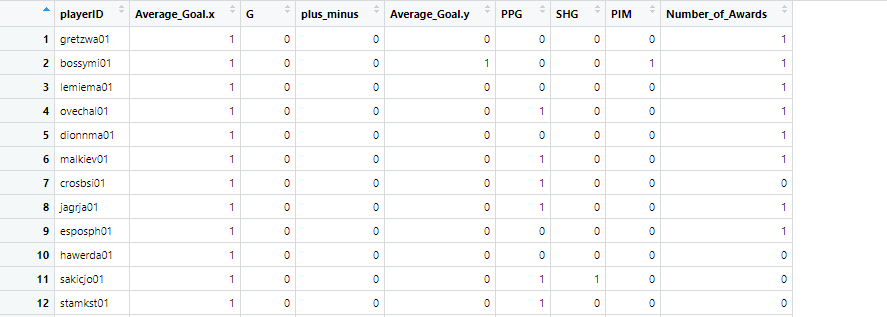 playerID Average_Goal.x G plus_minus Average_Goal.y PPG SHG PIM Number_of_Awards
1 gretzwa01 1 0 0 0 0 0 0 1
2 bossymi01 1 0 0 1 0 0 1 1
3 lemiema01 1 0 0 0 0 0 0 1
4 ovechal01 1 0 0 0 1 0 0 1
5 dionnma01 1 0 0 0 0 0 0 1
6 malkiev01 1 0 0 0 1 0 0 1
7 crosbsi01 1 0 0 0 1 0 0 0
8 jagrja01 1 0 0 0 1 0 0 1
9 esposph01 1 0 0 0 0 0 0 1
10 hawerda01 1 0 0 0 0 0 0 0
11 sakicjo01 1 0 0 0 1 1 0 0
12 stamkst01 1 0 0 0 1 0 0 0